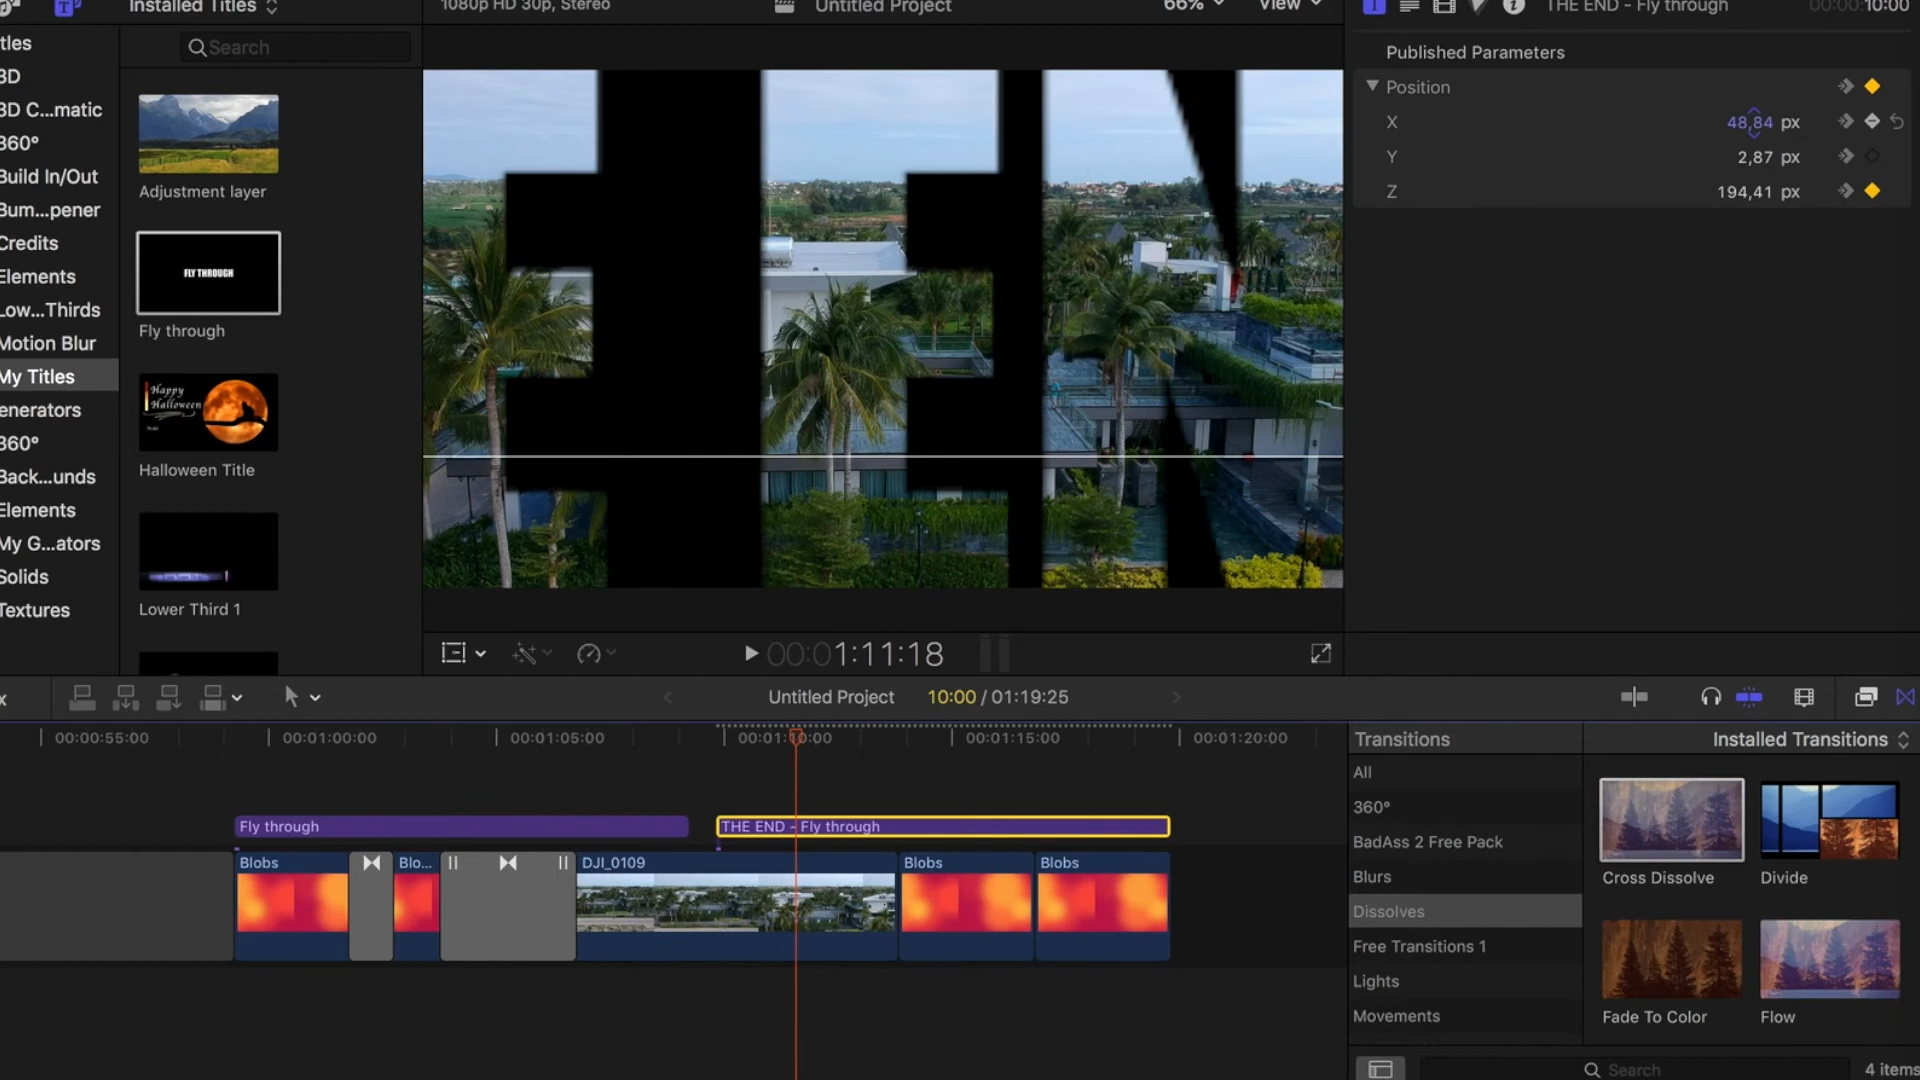 Installed Titles
1080p HD 30p, Stereo
Untitled Project
66%
View
THE END - Fly through
00:00:10:00
tles
3D
3D C...matic
360°
Build In/Out
Bum...pener
Credits
Elements
Low...Thirds
Motion Blur
My Titles
enerators
360°
Back...unds
Elements
My G...ators
Solids
Textures
Search
Adjustment layer
FLY THROUGH
Fly through
Happy
Halloween
Halloween Title
Lower Third 1
Published Parameters
Position
X
48,84 px
Y
2,87 px
Z
194,41 px
00:01:11:18
x
Untitled Project
10:00 / 01:19:25
00:00:55:00
00:01:00:00
00:01:05:00
00:01:10:00
00:01:15:00
00:01:20:00
Fly through
THE END - Fly through
Blobs
Blo...
DJI_0109
Blobs
Blobs
Transitions
Installed Transitions
All
360°
BadAss 2 Free Pack
Blurs
Dissolves
Free Transitions 1
Lights
Movements
Cross Dissolve
Divide
Fade To Color
Flow
Search
4 items